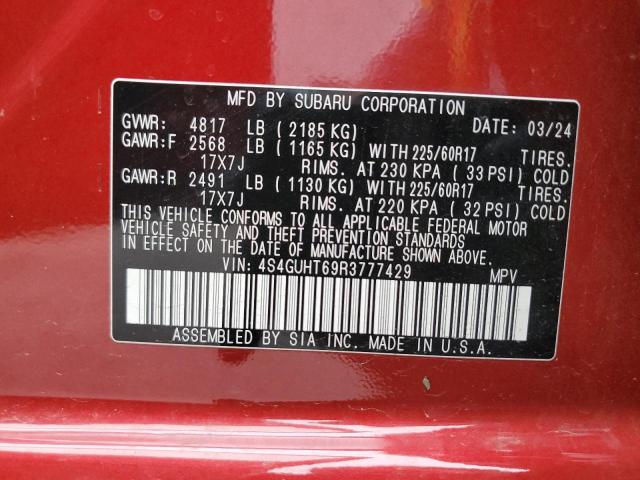 MFD BY SUBARU CORPORATION
GVWR: 4817 LB ( 2185 KG) DATE: 03/24
GAWR:F 2568 LB ( 1165 KG) WITH 225/60R17 TIRES.
17X7J RIMS. AT 230 KPA ( 33 PSI) COLD
GAWR:R 2491 LB ( 1130 KG) WITH 225/60R17 TIRES.
17X7J RIMS. AT 220 KPA ( 32 PSI) COLD
THIS VEHICLE CONFORMS TO ALL APPLICABLE FEDERAL MOTOR
VEHICLE SAFETY AND THEFT PREVENTION STANDARDS
IN EFFECT ON THE DATE OF MANUFACTURE SHOWN ABOVE.
VIN: 4S4GUHT69R3777429 MPV
ASSEMBLED BY SIA INC. MADE IN U.S.A.